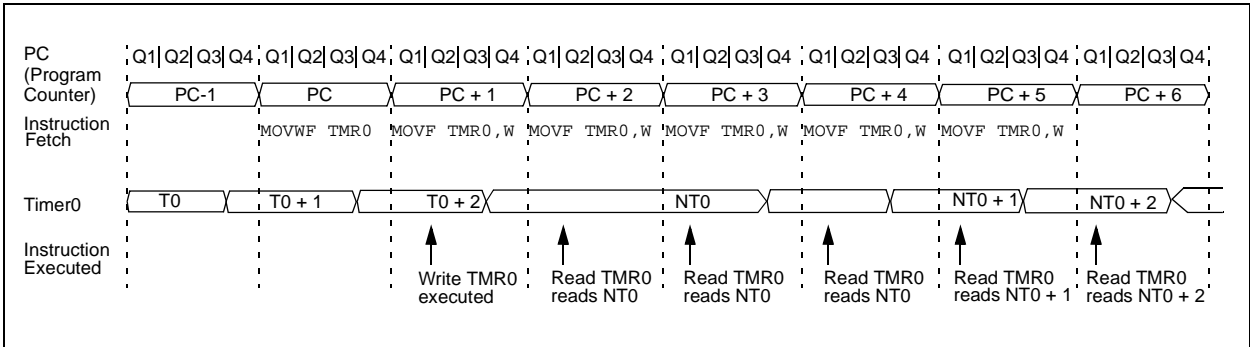 PC (Program Counter)
Q1 Q2 Q3 Q4 Q1 Q2 Q3 Q4 Q1 Q2 Q3 Q4 Q1 Q2 Q3 Q4 Q1 Q2 Q3 Q4 Q1 Q2 Q3 Q4 Q1 Q2 Q3 Q4 Q1 Q2 Q3 Q4
PC-1 PC PC + 1 PC + 2 PC + 3 PC + 4 PC + 5 PC + 6
Instruction Fetch
MOVWF TMR0 MOVF TMR0,W MOVF TMR0,W MOVF TMR0,W MOVF TMR0,W MOVF TMR0,W
Timer0 T0 T0 + 1 T0 + 2 NT0 NT0 + 1 NT0 + 2
Instruction Executed
Write TMR0 executed
Read TMR0 reads NT0
Read TMR0 reads NT0
Read TMR0 reads NT0
Read TMR0 reads NT0 + 1
Read TMR0 reads NT0 + 2